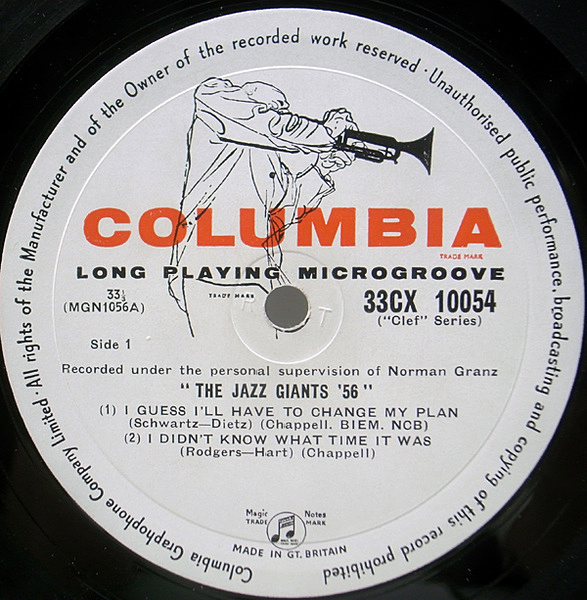 Columbia Graphophone Company Limited · All rights of the Manufacturer and of the Owner of the recorded work reserved · Unauthorised public performance, broadcasting and copying of this record prohibited
COLUMBIA
TRADE MARK
LONG PLAYING MICROGROOVE
33⅓
(MGN1056A)
TRADE MARK
33CX 10054
("Clef" Series)
R T
Side 1
Recorded under the personal supervision of Norman Granz
"THE JAZZ GIANTS '56"
(1) I GUESS I'LL HAVE TO CHANGE MY PLAN
(Schwartz—Dietz) (Chappell. BIEM. NCB)
(2) I DIDN'T KNOW WHAT TIME IT WAS
(Rodgers—Hart) (Chappell)
Magic Notes
TRADE MARK
MADE IN GT. BRITAIN